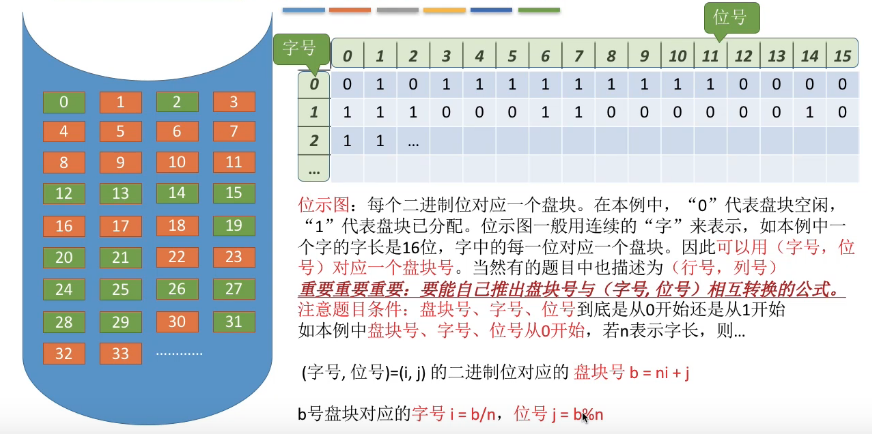 0 1 2 3
4 5 6 7
8 9 10 11
12 13 14 15
16 17 18 19
20 21 22 23
24 25 26 27
28 29 30 31
32 33 …………
位号
字号
0 1 2 3 4 5 6 7 8 9 10 11 12 13 14 15
0 0 1 0 1 1 1 1 1 1 1 1 1 0 0 0 0
1 1 1 1 0 0 0 1 1 0 0 0 0 0 0 1 0
2 1 1 ...
...
位示图：每个二进制位对应一个盘块。在本例中，“0”代表盘块空闲，
“1”代表盘块已分配。位示图一般用连续的“字”来表示，如本例中一
个字的字长是16位，字中的每一位对应一个盘块。因此可以用（字号，位
号）对应一个盘块号。当然有的题目中也描述为（行号，列号）
重要重要重要：要能自己推出盘块号与（字号, 位号）相互转换的公式。
注意题目条件：盘块号、字号、位号到底是从0开始还是从1开始
如本例中盘块号、字号、位号从0开始，若n表示字长，则...
(字号, 位号)=(i, j) 的二进制位对应的 盘块号 b = ni + j
b号盘块对应的字号 i = b/n，位号 j = b%n